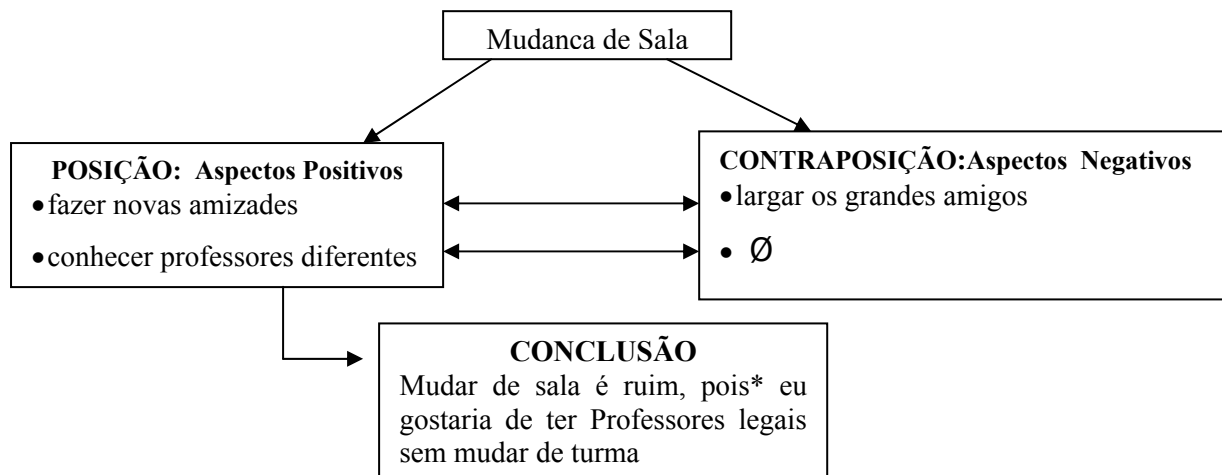 Mudanca de Sala
POSIÇÃO: Aspectos Positivos
•fazer novas amizades
•conhecer professores diferentes
CONTRAPOSIÇÃO:Aspectos Negativos
•largar os grandes amigos
• Ø
CONCLUSÃO
Mudar de sala é ruim, pois* eu
gostaria de ter Professores legais
sem mudar de turma